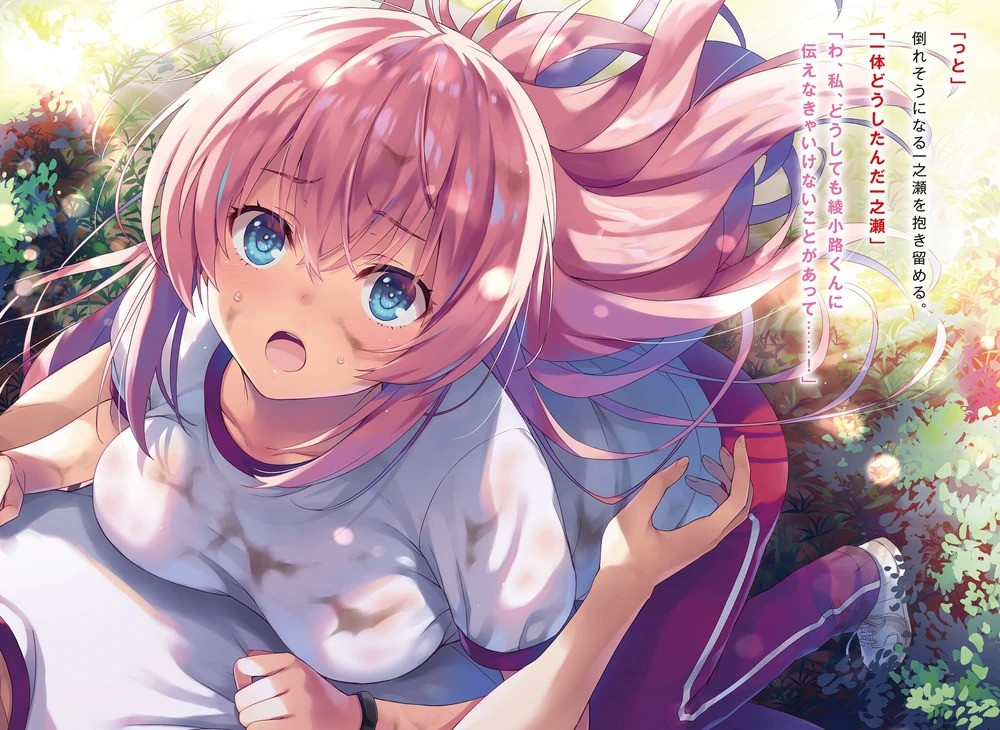 「っと」
倒れそうになる一之瀬を抱き留める。
「一体どうしたんだ一之瀬」
「わ、私、どうしても綾小路くんに
伝えなきゃいけないことがあって……！」